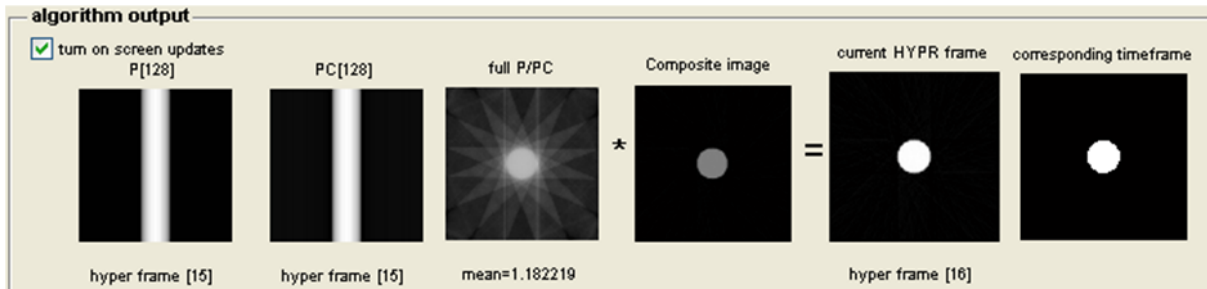 algorithm output
turn on screen updates
P[128]
PC[128]
full P/PC
Composite image
current HYPR frame
corresponding timeframe
*
=
hyper frame [15]
hyper frame [15]
mean=1.182219
hyper frame [16]